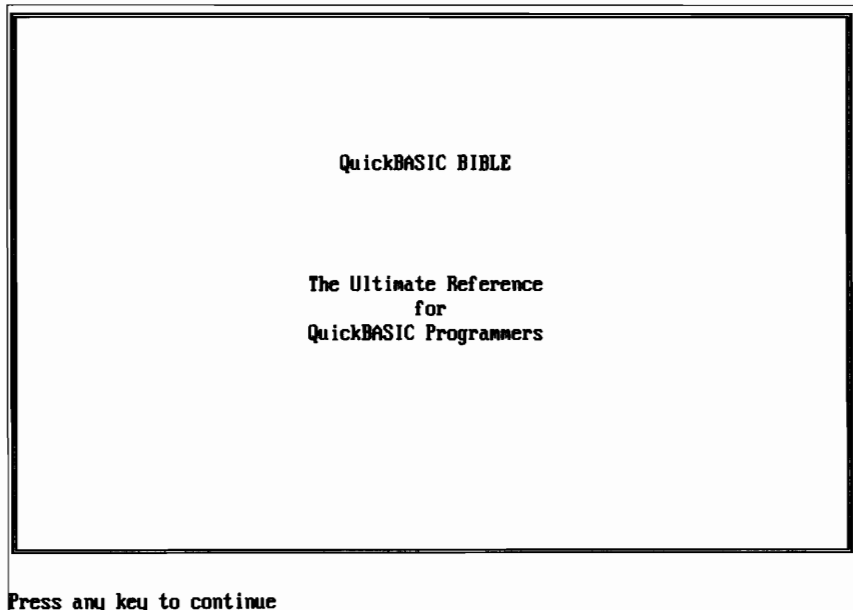 QuickBASIC BIBLE
The Ultimate Reference
for
QuickBASIC Programmers
Press any key to continue